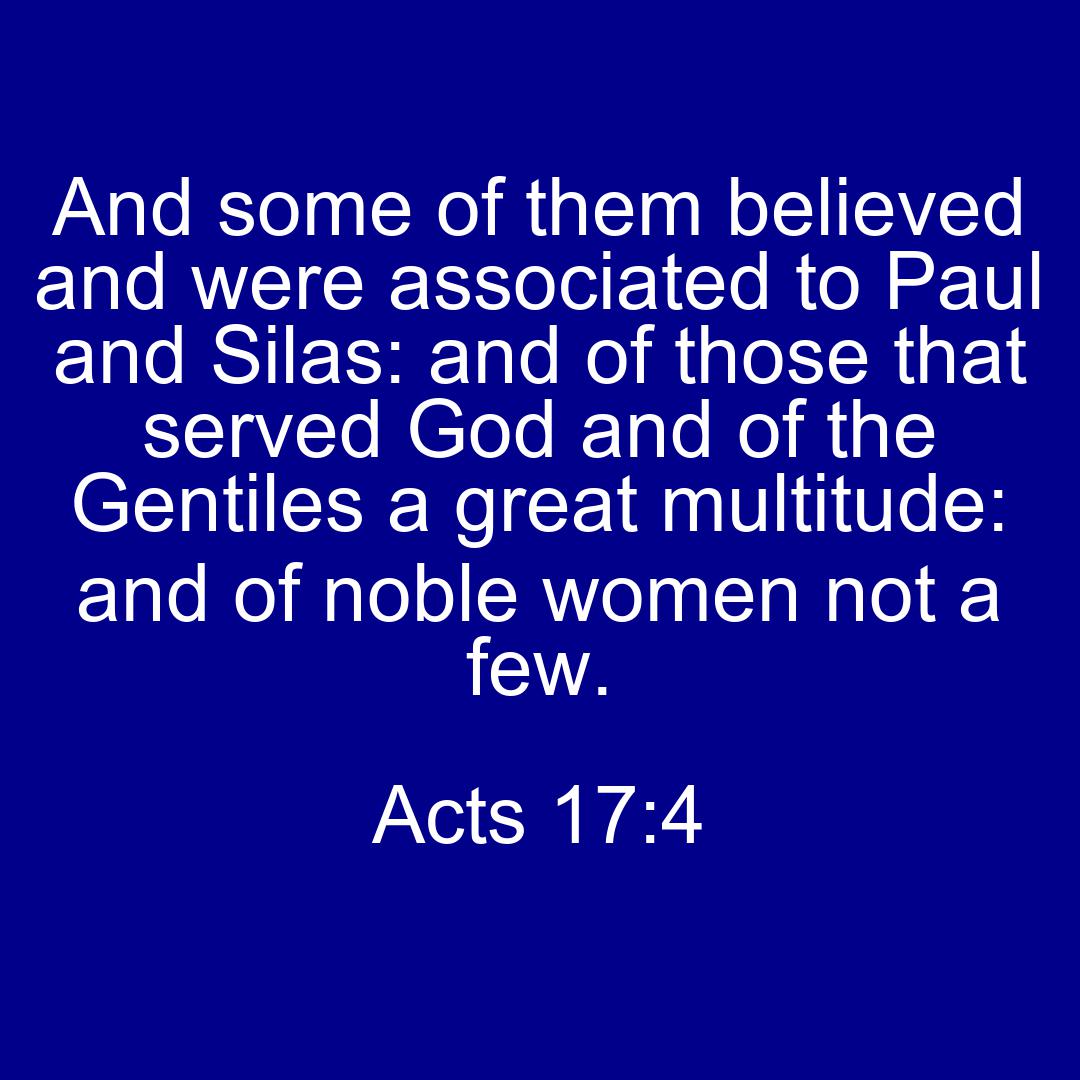 And some of them believed
and were associated to Paul
and Silas: and of those that
served God and of the
Gentiles a great multitude:
and of noble women not a
few.
Acts 17:4